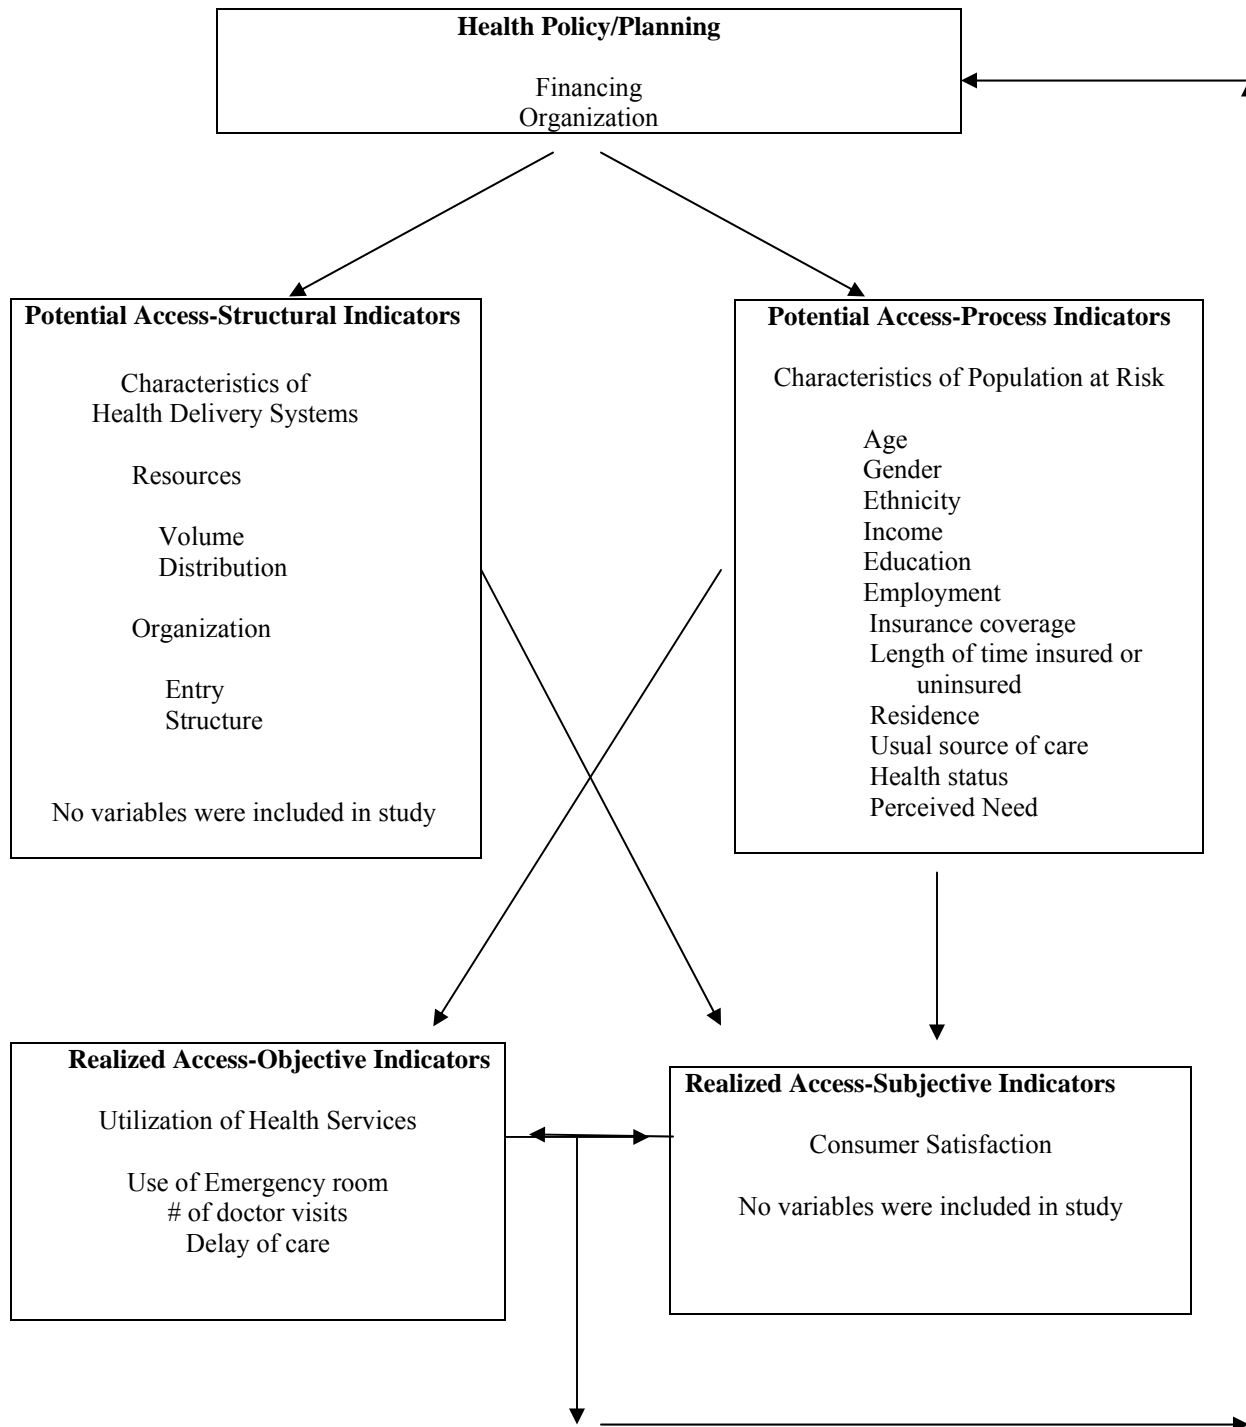 Health Policy/Planning
Financing
Organization
Potential Access-Structural Indicators
Characteristics of
Health Delivery Systems
Resources
Volume
Distribution
Organization
Entry
Structure
No variables were included in study
Potential Access-Process Indicators
Characteristics of Population at Risk
Age
Gender
Ethnicity
Income
Education
Employment
Insurance coverage
Length of time insured or
uninsured
Residence
Usual source of care
Health status
Perceived Need
Realized Access-Objective Indicators
Utilization of Health Services
Use of Emergency room
# of doctor visits
Delay of care
Realized Access-Subjective Indicators
Consumer Satisfaction
No variables were included in study